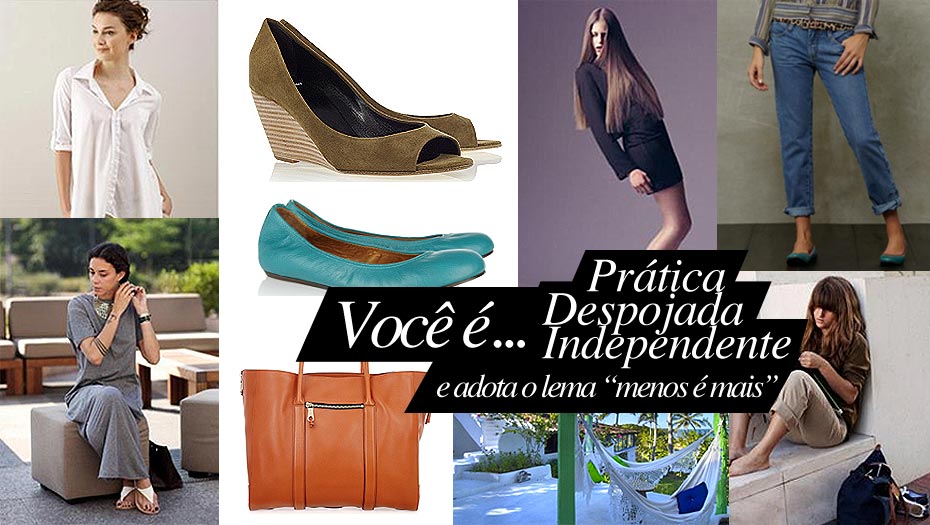 Você é...
Prática
Despojada
Independente
e adota o lema “menos é mais”